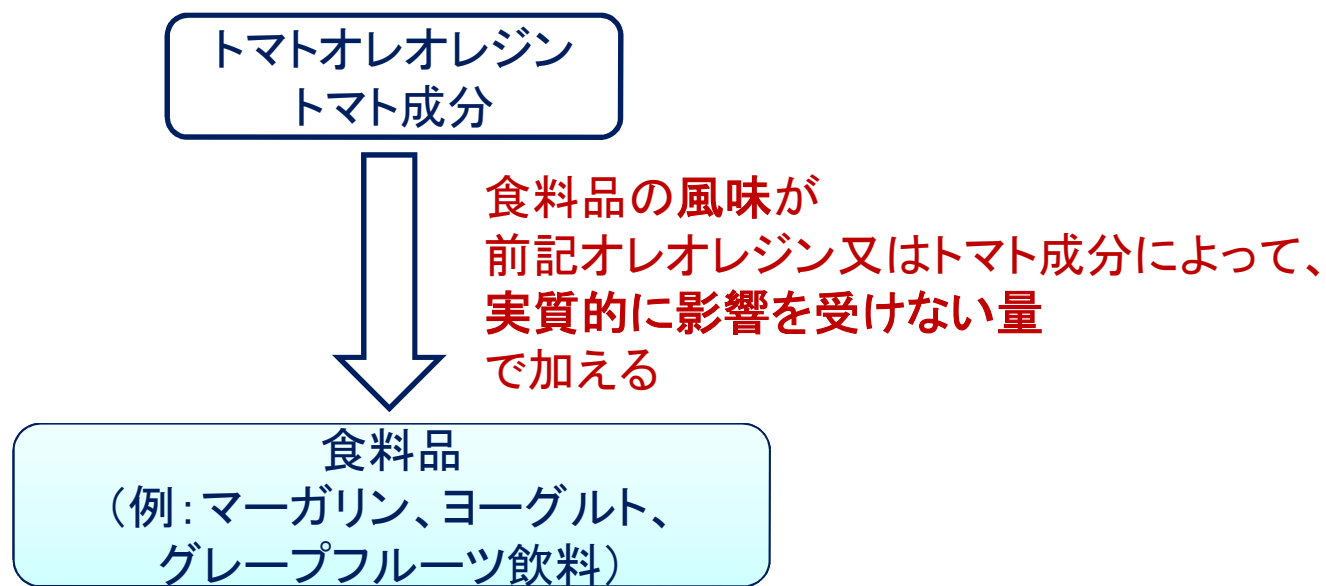 トマトオレオレジン
トマト成分
食料品の風味が
前記オレオレジン又はトマト成分によって、
実質的に影響を受けない量
で加える
食料品
（例：マーガリン、ヨーグルト、
グレープフルーツ飲料）